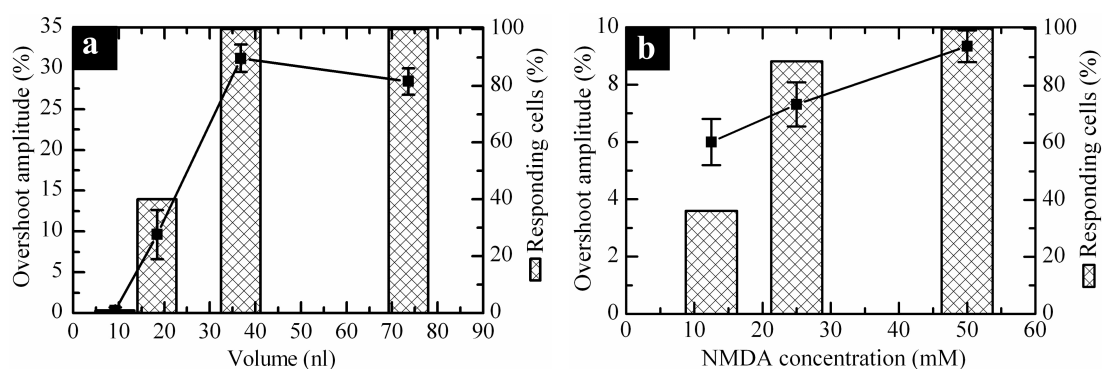 a
35
30
25
20
15
10
5
0
Overshoot amplitude (%)
0 10 20 30 40 50 60 70 80 90
Volume (nl)
100
80
60
40
20
0
Responding cells (%)
b
10
8
6
4
2
0
Overshoot amplitude (%)
0 10 20 30 40 50 60
NMDA concentration (mM)
100
80
60
40
20
0
Responding cells (%)